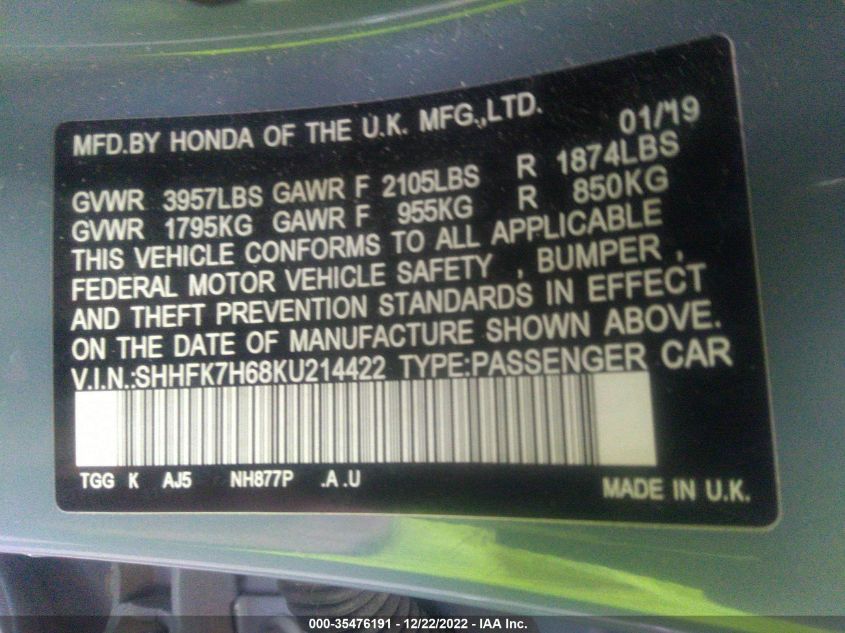 MFD.BY HONDA OF THE U.K. MFG.,LTD. 01/'19
GVWR 3957LBS GAWR F 2105LBS R 1874LBS
GVWR 1795KG GAWR F 955KG R 850KG
THIS VEHICLE CONFORMS TO ALL APPLICABLE
FEDERAL MOTOR VEHICLE SAFETY , BUMPER ,
AND THEFT PREVENTION STANDARDS IN EFFECT
ON THE DATE OF MANUFACTURE SHOWN ABOVE.
V.I.N.:SHHFK7H68KU214422 TYPE:PASSENGER CAR
TGG K AJ5 NH877P .A .U
MADE IN U.K.
000-35476191 - 12/22/2022 - IAA Inc.